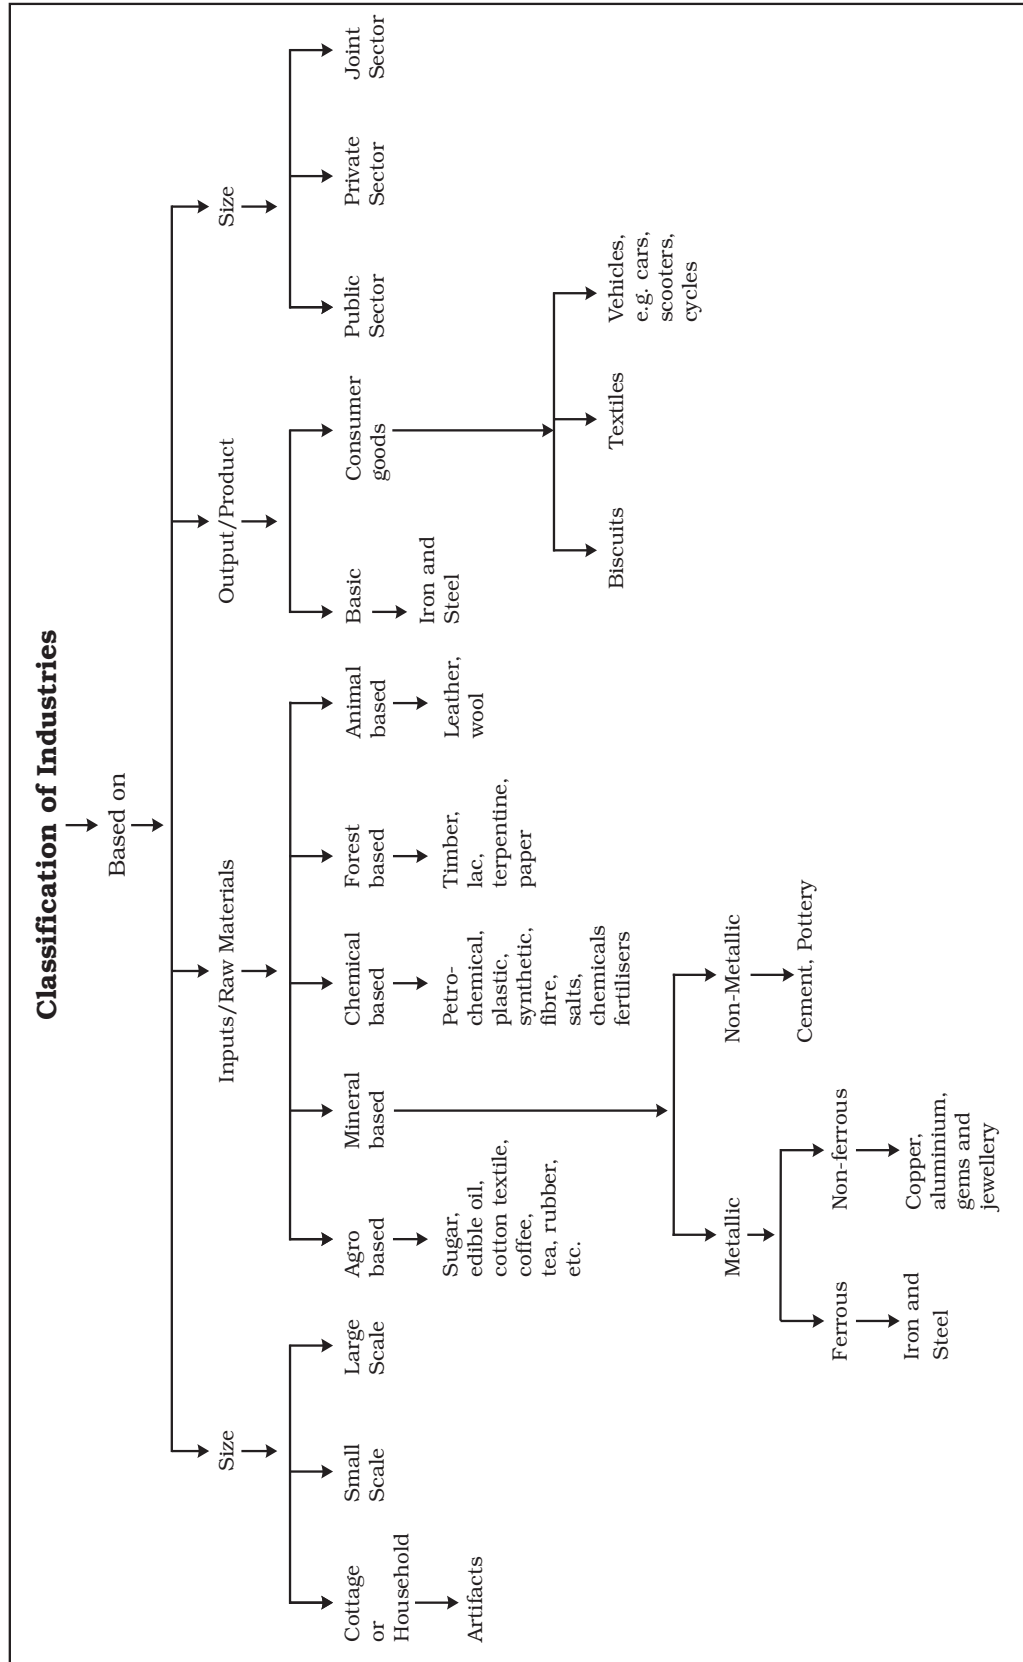 Classification of Industries
Based on
Size
Inputs/Raw Materials
Output/Product
Size
Cottage
or
Household
Small
Scale
Large
Scale
Agro
based
Mineral
based
Chemical
based
Forest
based
Animal
based
Basic
Consumer
goods
Public
Sector
Private
Sector
Joint
Sector
Artifacts
Sugar,
edible oil,
cotton textile,
coffee,
tea, rubber,
etc.
Petro-
chemical,
plastic,
synthetic,
fibre,
salts,
chemicals
fertilisers
Timber,
lac,
terpentine,
paper
Leather,
wool
Iron and
Steel
Biscuits
Textiles
Vehicles,
e.g. cars,
scooters,
cycles
Metallic
Non-Metallic
Cement, Pottery
Ferrous
Non-ferrous
Iron and
Steel
Copper,
aluminium,
gems and
jewellery